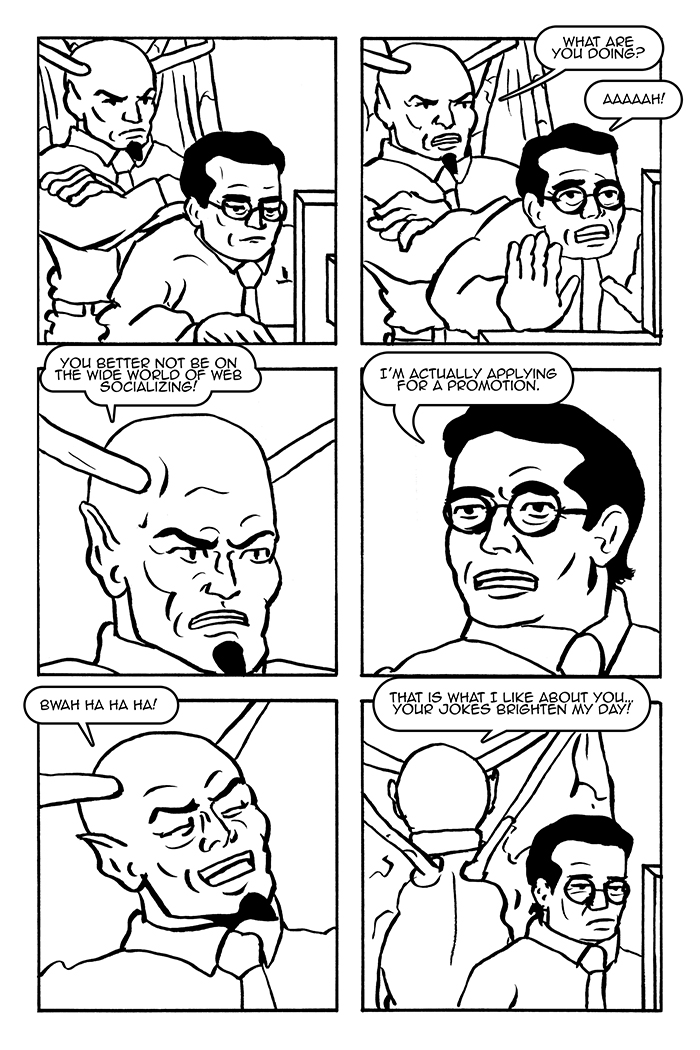 WHAT ARE
YOU DOING?
AAAAAH!
YOU BETTER NOT BE ON
THE WIDE WORLD OF WEB
SOCIALIZING!
I'M ACTUALLY APPLYING
FOR A PROMOTION.
BWAH HA HA HA!
THAT IS WHAT I LIKE ABOUT YOU...
YOUR JOKES BRIGHTEN MY DAY!